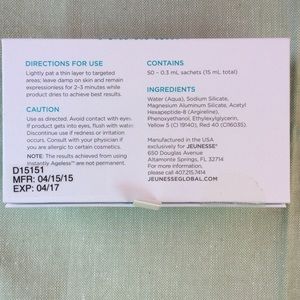 DIRECTIONS FOR USE
Lightly pat a thin layer to targeted
areas; leave damp on skin and remain
expressionless for 2-3 minutes while
product dries to achieve best results.
CAUTION
Use as directed. Avoid contact with eyes.
If product gets into eyes, flush with water.
Discontinue use if redness or irritation
occurs. Consult with your physician if
you are allergic to certain cosmetics.
NOTE: The results achieved from using
Instantly Ageless™ are not permanent.
D15151
MFR: 04/15/15
EXP: 04/17
CONTAINS
50 – 0.3 mL sachets (15 mL total)
INGREDIENTS
Water (Aqua), Sodium Silicate,
Magnesium Aluminum Silicate, Acetyl
Hexapeptide-8 (Argireline),
Phenoxyethanol, Ethylexylglycerin,
Yellow 5 (CI 19140), Red 40 (CI16035).
Manufactured in the USA
exclusively for JEUNESSE®
650 Douglas Avenue
Altamonte Springs, FL 32714
For more information,
please call 407.215.7414
JEUNESSEGLOBAL.COM